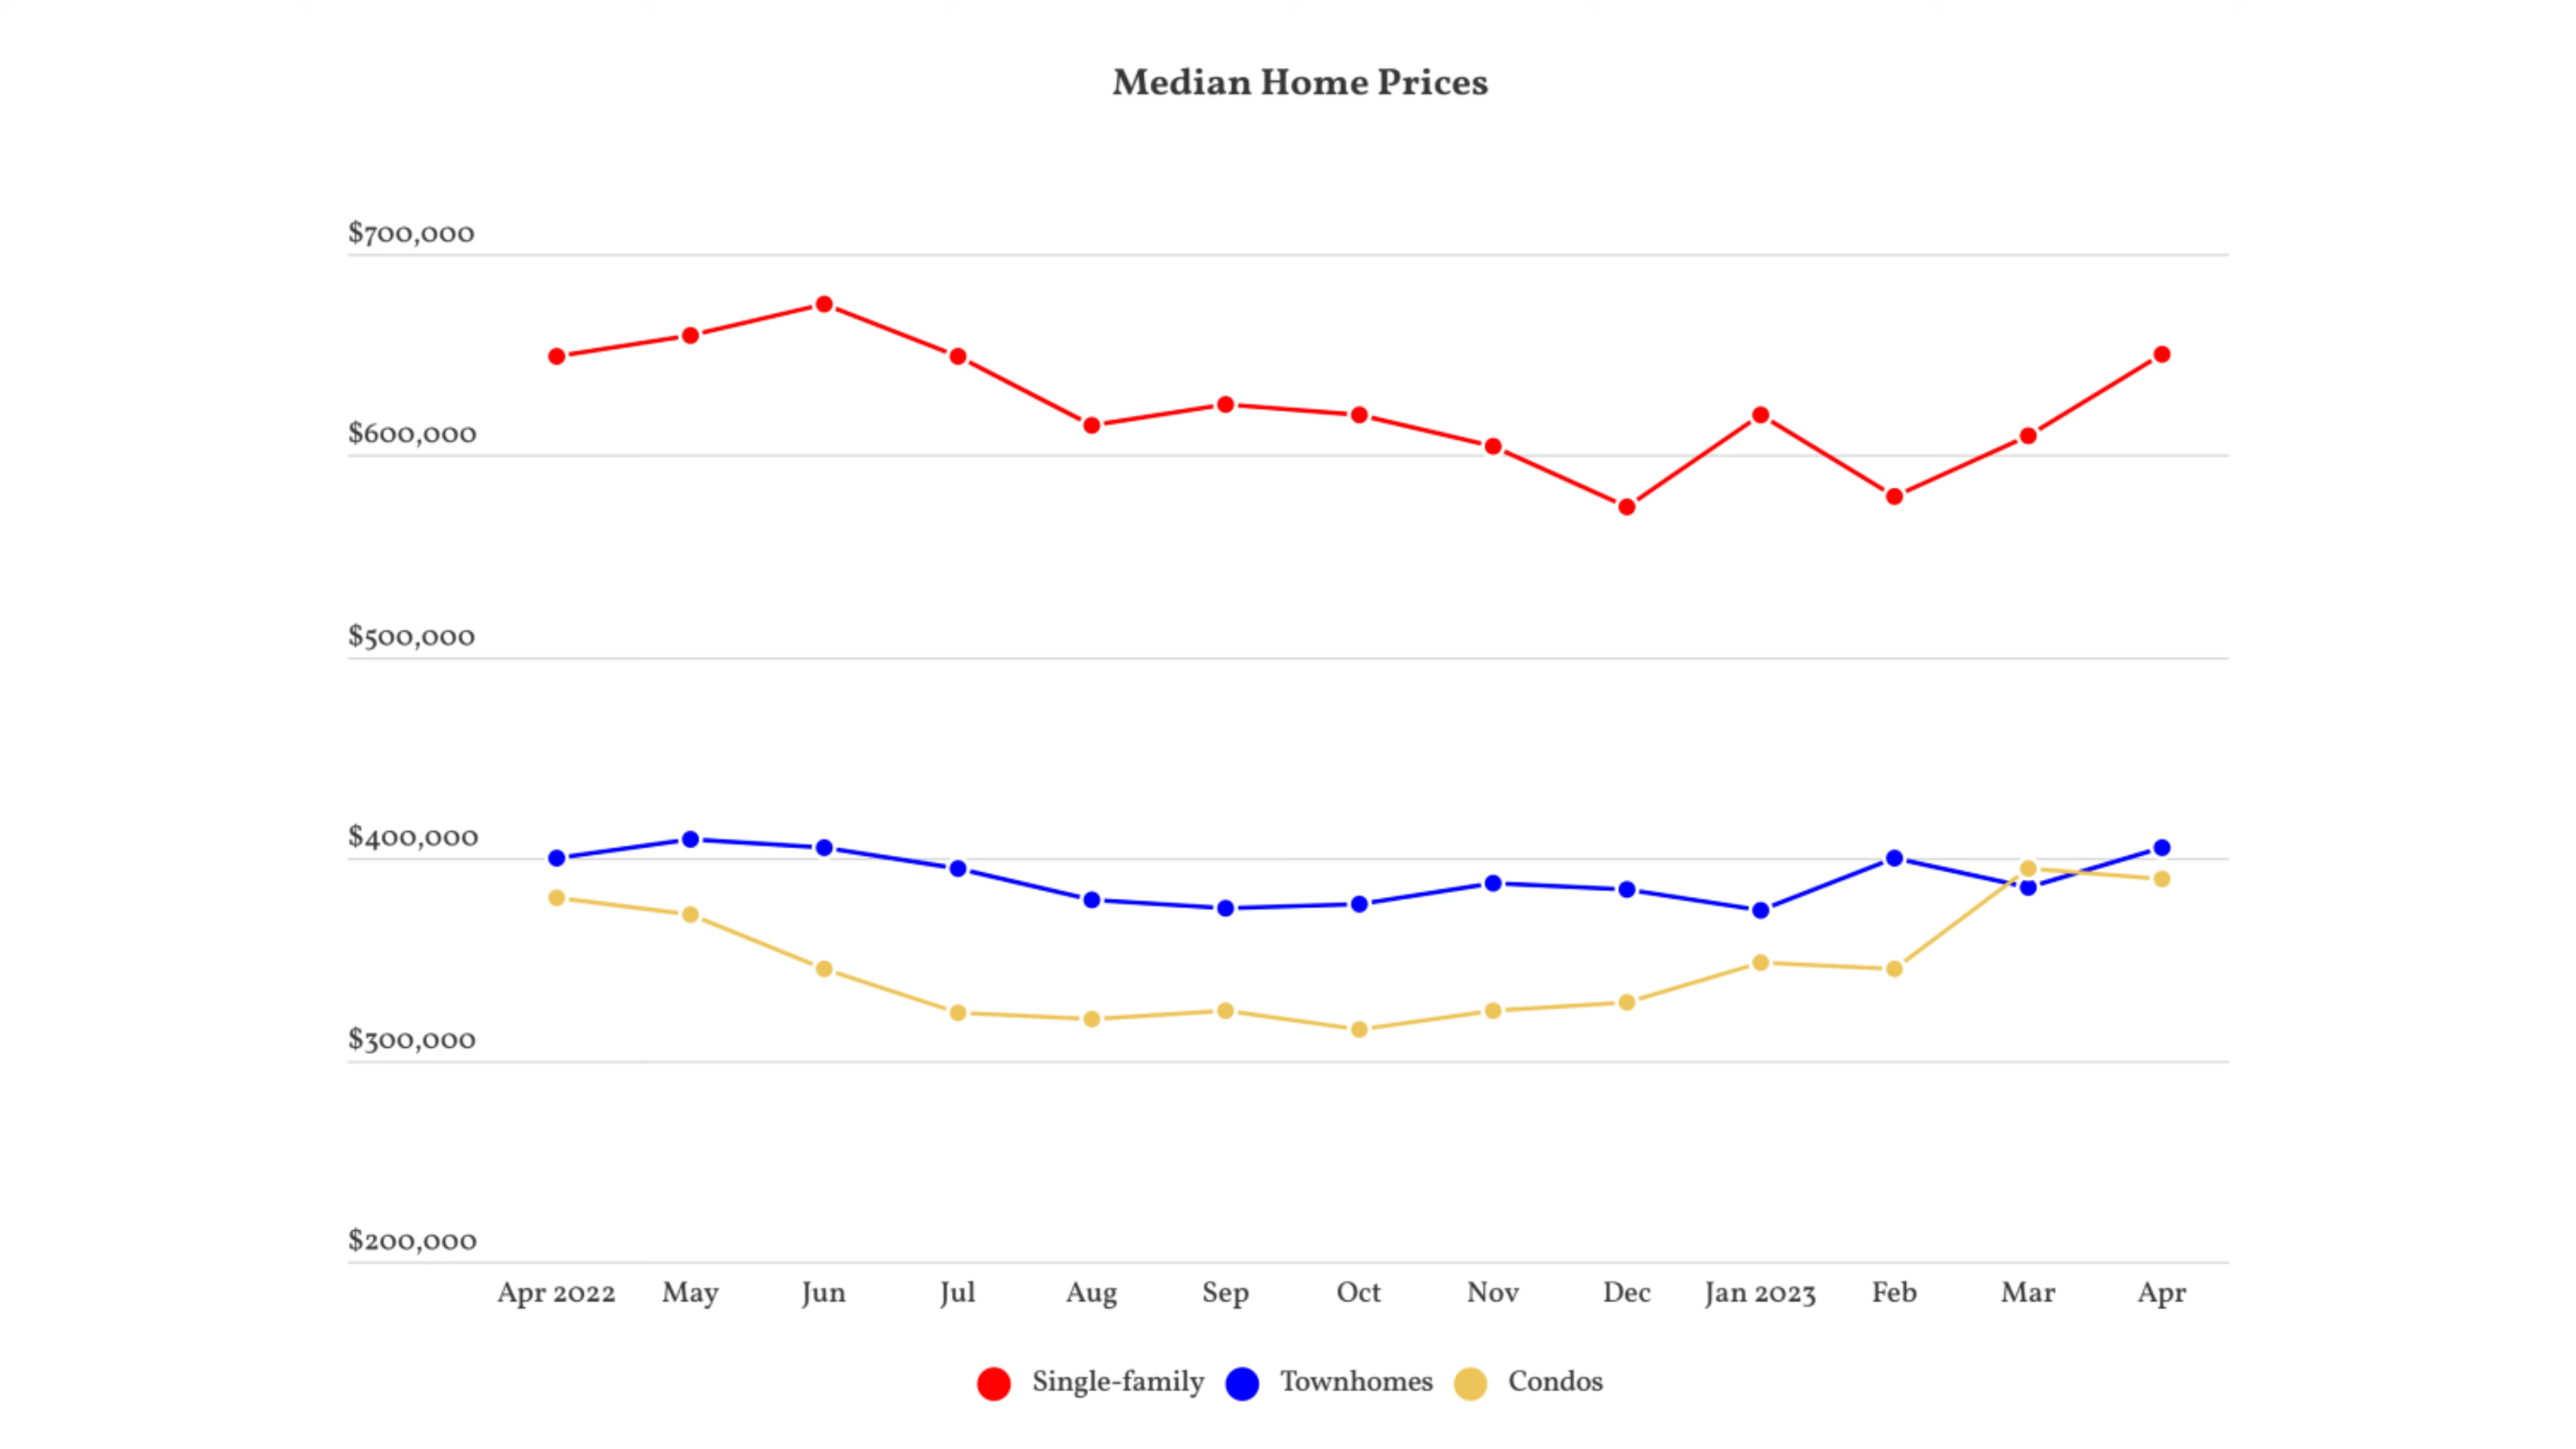 Median Home Prices
$700,000
$600,000
$500,000
$400,000
$300,000
$200,000
Apr 2022 May Jun Jul Aug Sep Oct Nov Dec Jan 2023 Feb Mar Apr
Single-family Townhomes Condos